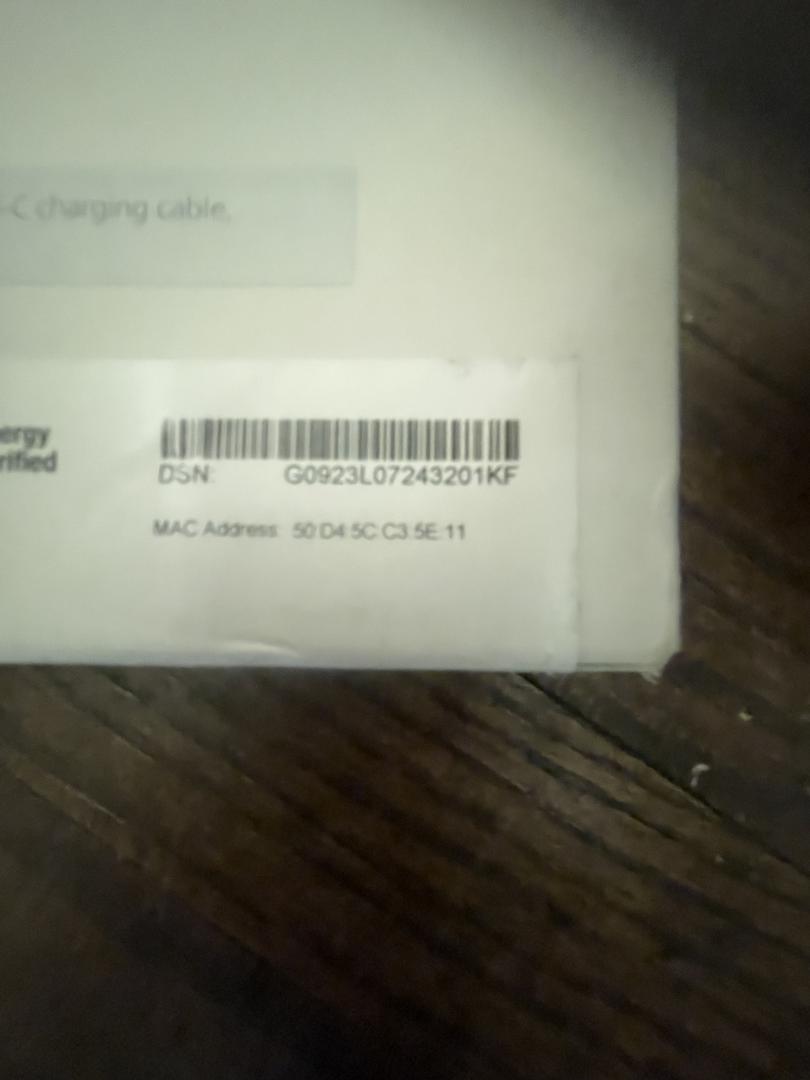 -C charging cable,
ergy
rified
DSN: G0923L07243201KF
MAC Address: 50:D4:5C:C3:5E:11